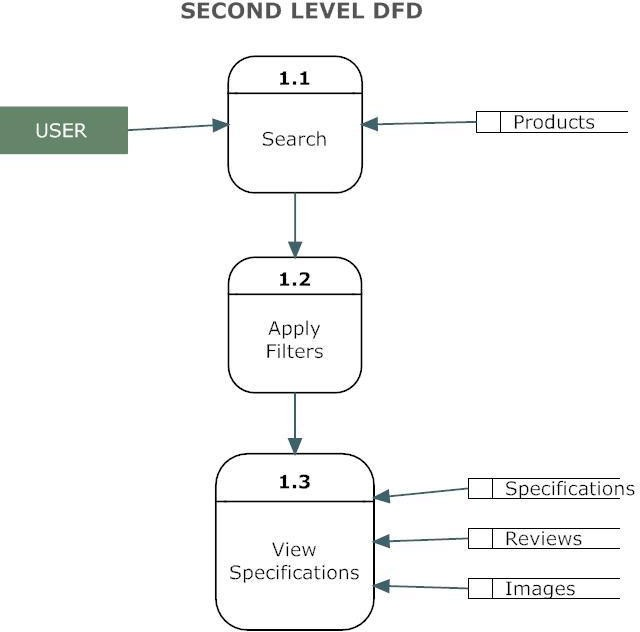 SECOND LEVEL DFD
1.1
USER
Search
Products
1.2
Apply
Filters
1.3
View
Specifications
Specifications
Reviews
Images